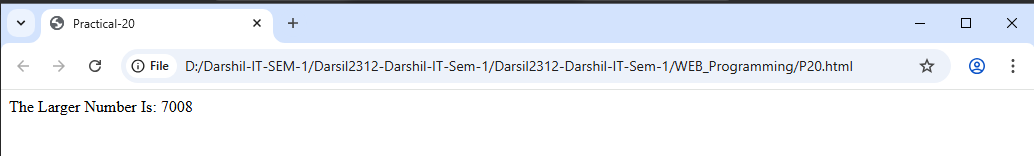 Practical-20
File D:/Darshil-IT-SEM-1/Darsil2312-Darshil-IT-Sem-1/Darsil2312-Darshil-IT-Sem-1/WEB_Programming/P20.html
The Larger Number Is: 7008